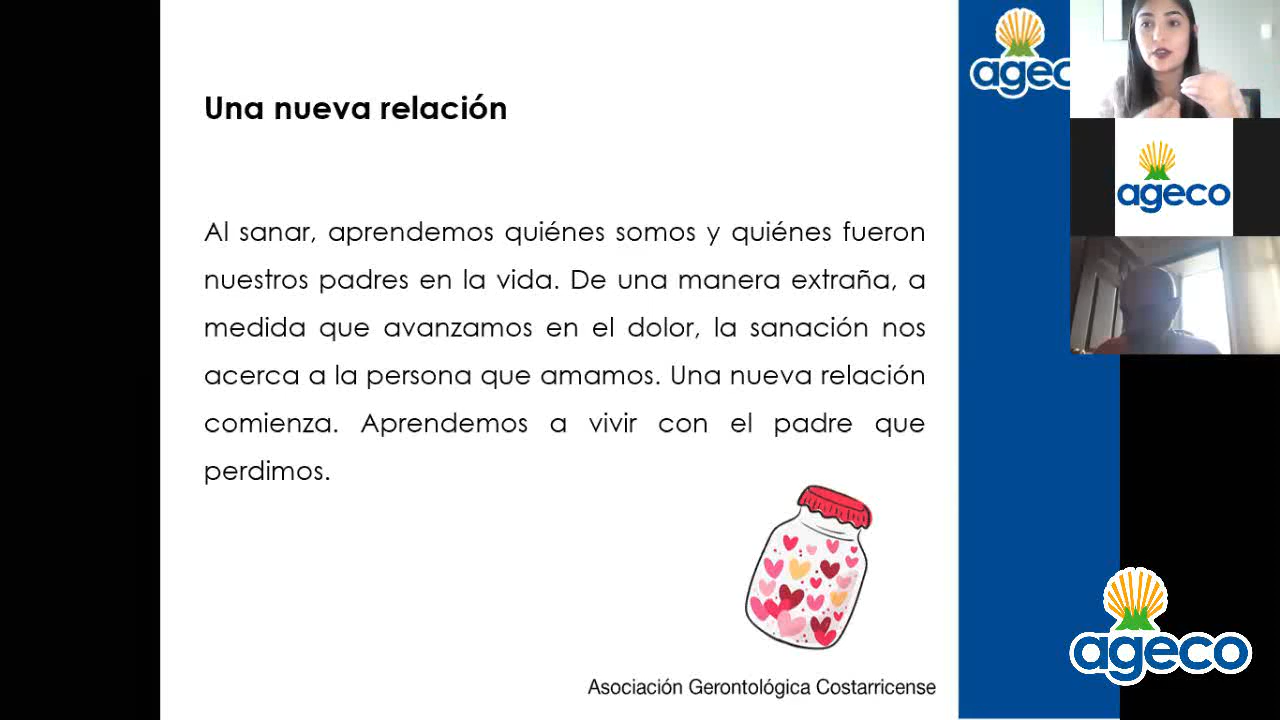 Una nueva relación
Al sanar, aprendemos quiénes somos y quiénes fueron
nuestros padres en la vida. De una manera extraña, a
medida que avanzamos en el dolor, la sanación nos
acerca a la persona que amamos. Una nueva relación
comienza. Aprendemos a vivir con el padre que
perdimos.
Asociación Gerontológica Costarricense
agec
ageco
ageco